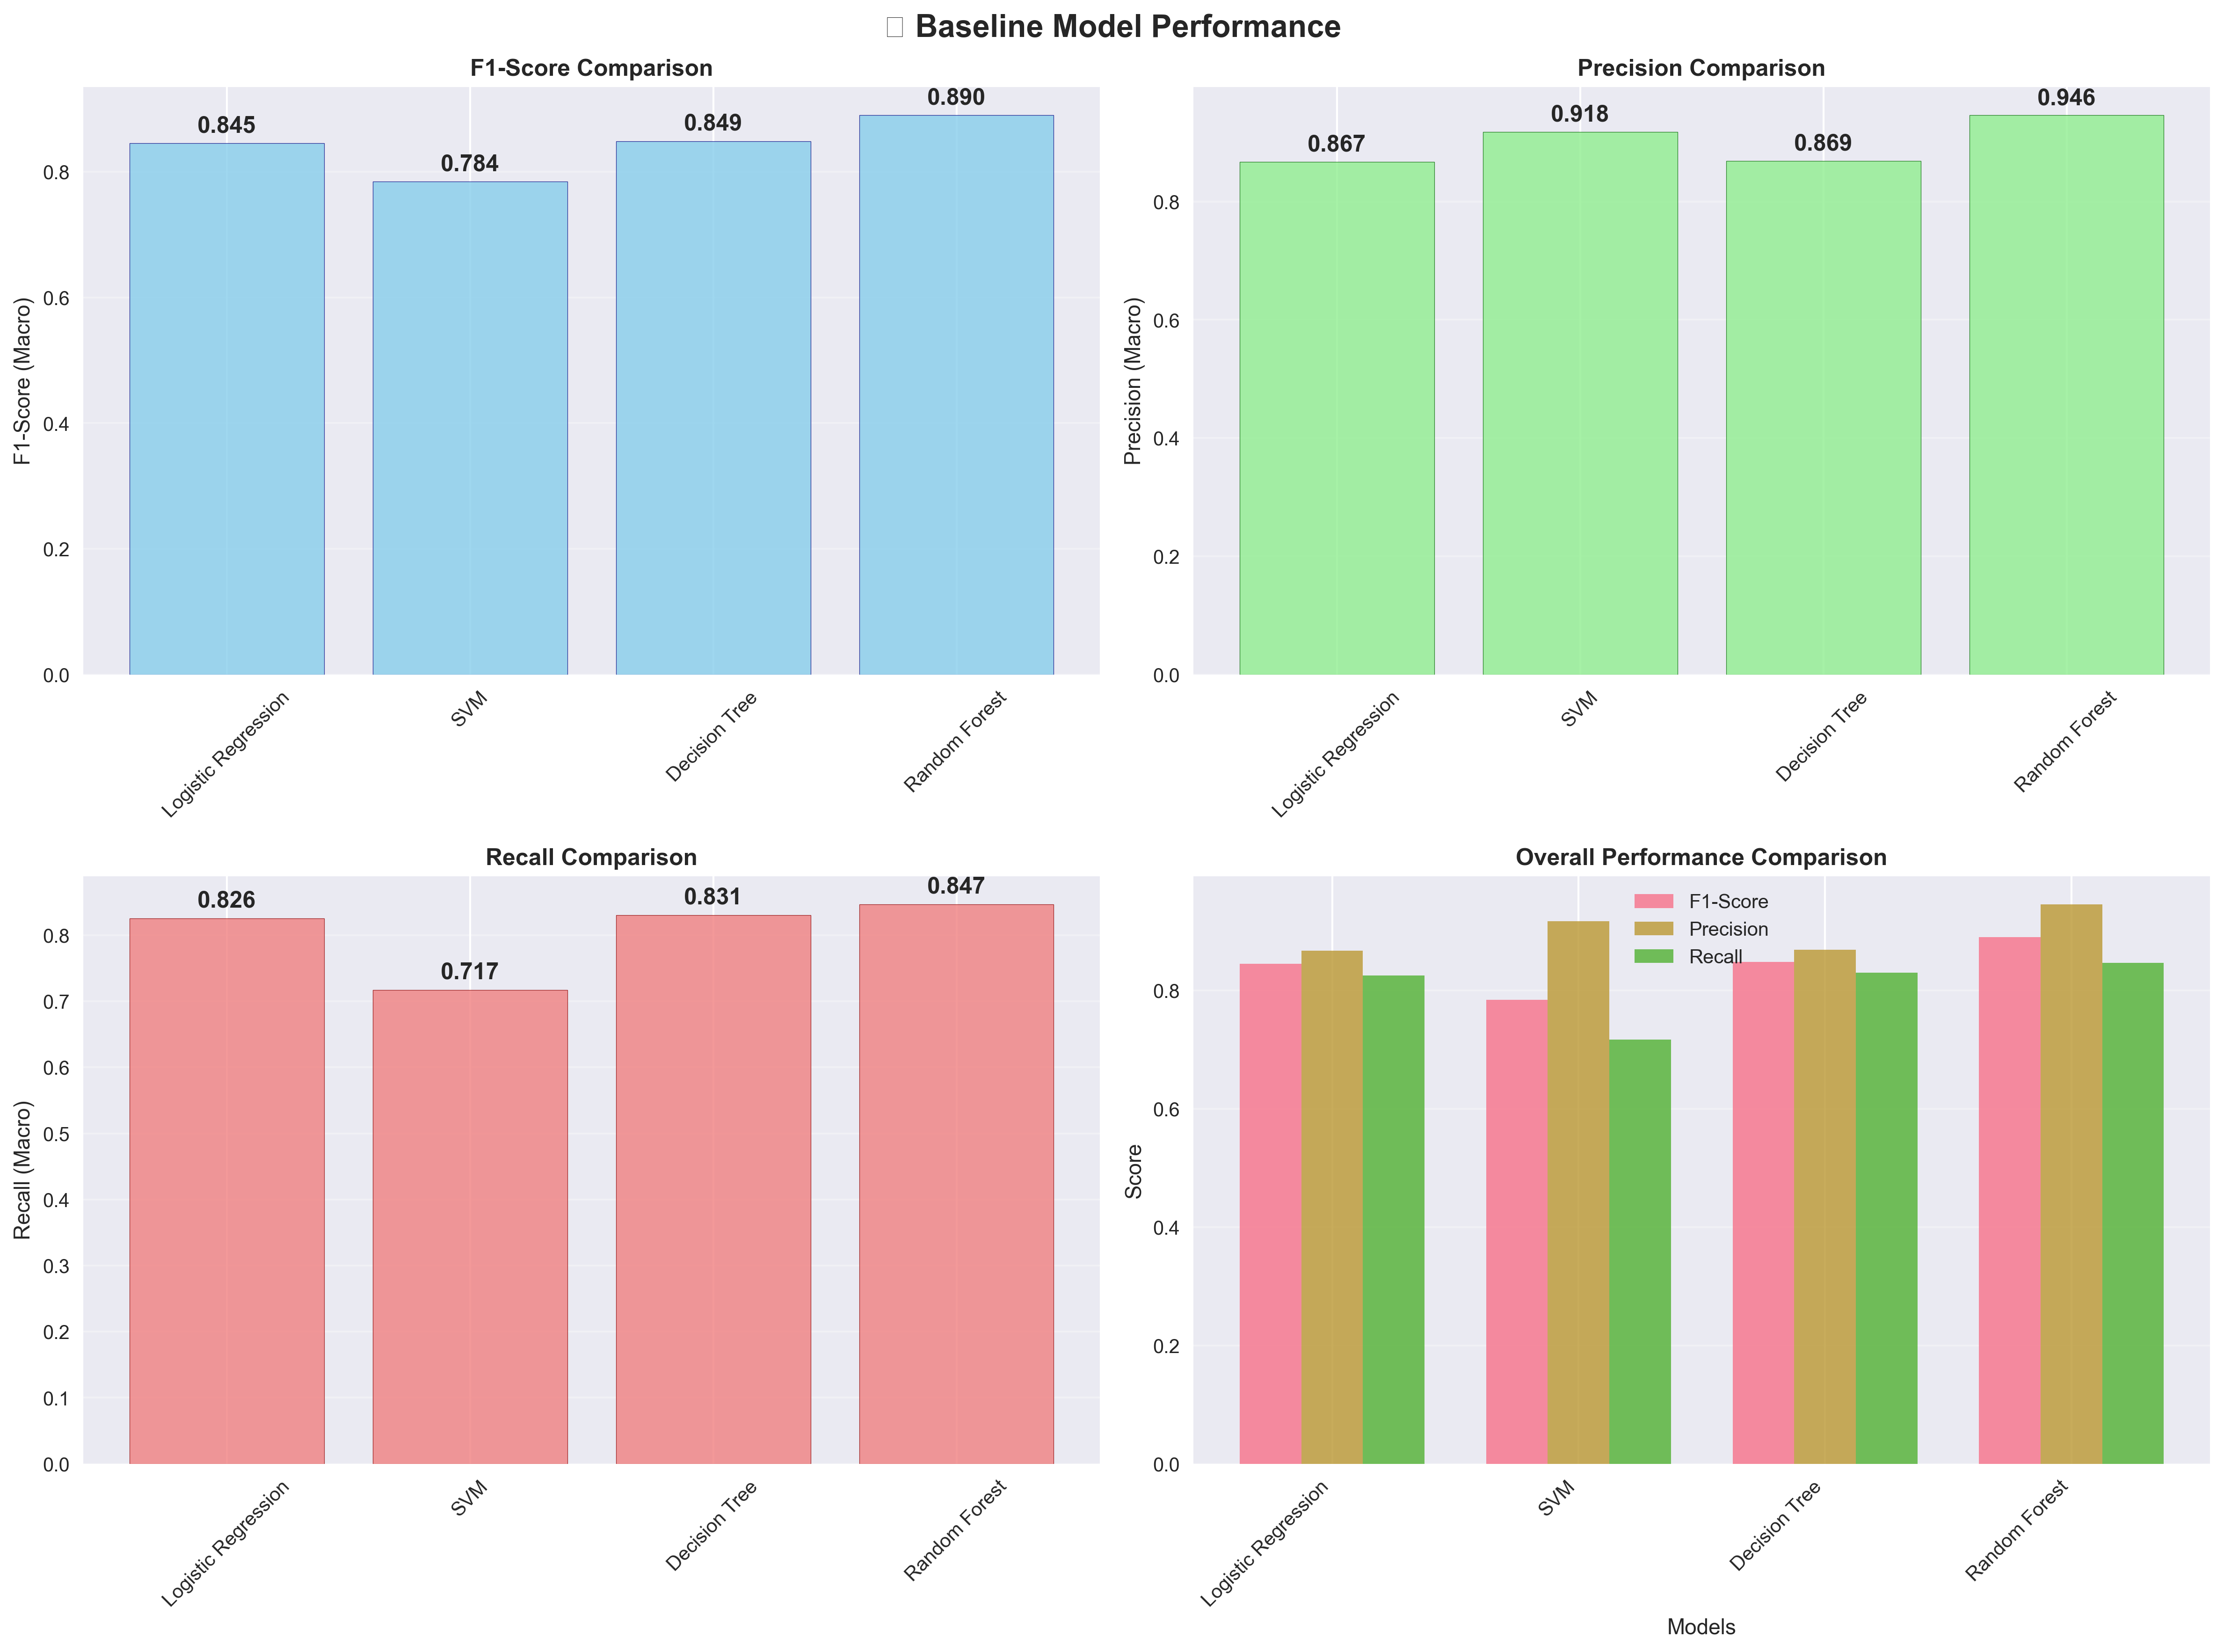 Baseline Model Performance
F1-Score Comparison
0.845
0.784
0.849
0.890
F1-Score (Macro)
0.8
0.6
0.4
0.2
0.0
Logistic Regression
SVM
Decision Tree
Random Forest
Precision Comparison
0.867
0.918
0.869
0.946
Precision (Macro)
0.8
0.6
0.4
0.2
0.0
Logistic Regression
SVM
Decision Tree
Random Forest
Recall Comparison
0.826
0.717
0.831
0.847
Recall (Macro)
0.8
0.7
0.6
0.5
0.4
0.3
0.2
0.1
0.0
Logistic Regression
SVM
Decision Tree
Random Forest
Overall Performance Comparison
F1-Score
Precision
Recall
Score
0.8
0.6
0.4
0.2
0.0
Logistic Regression
SVM
Decision Tree
Random Forest
Models